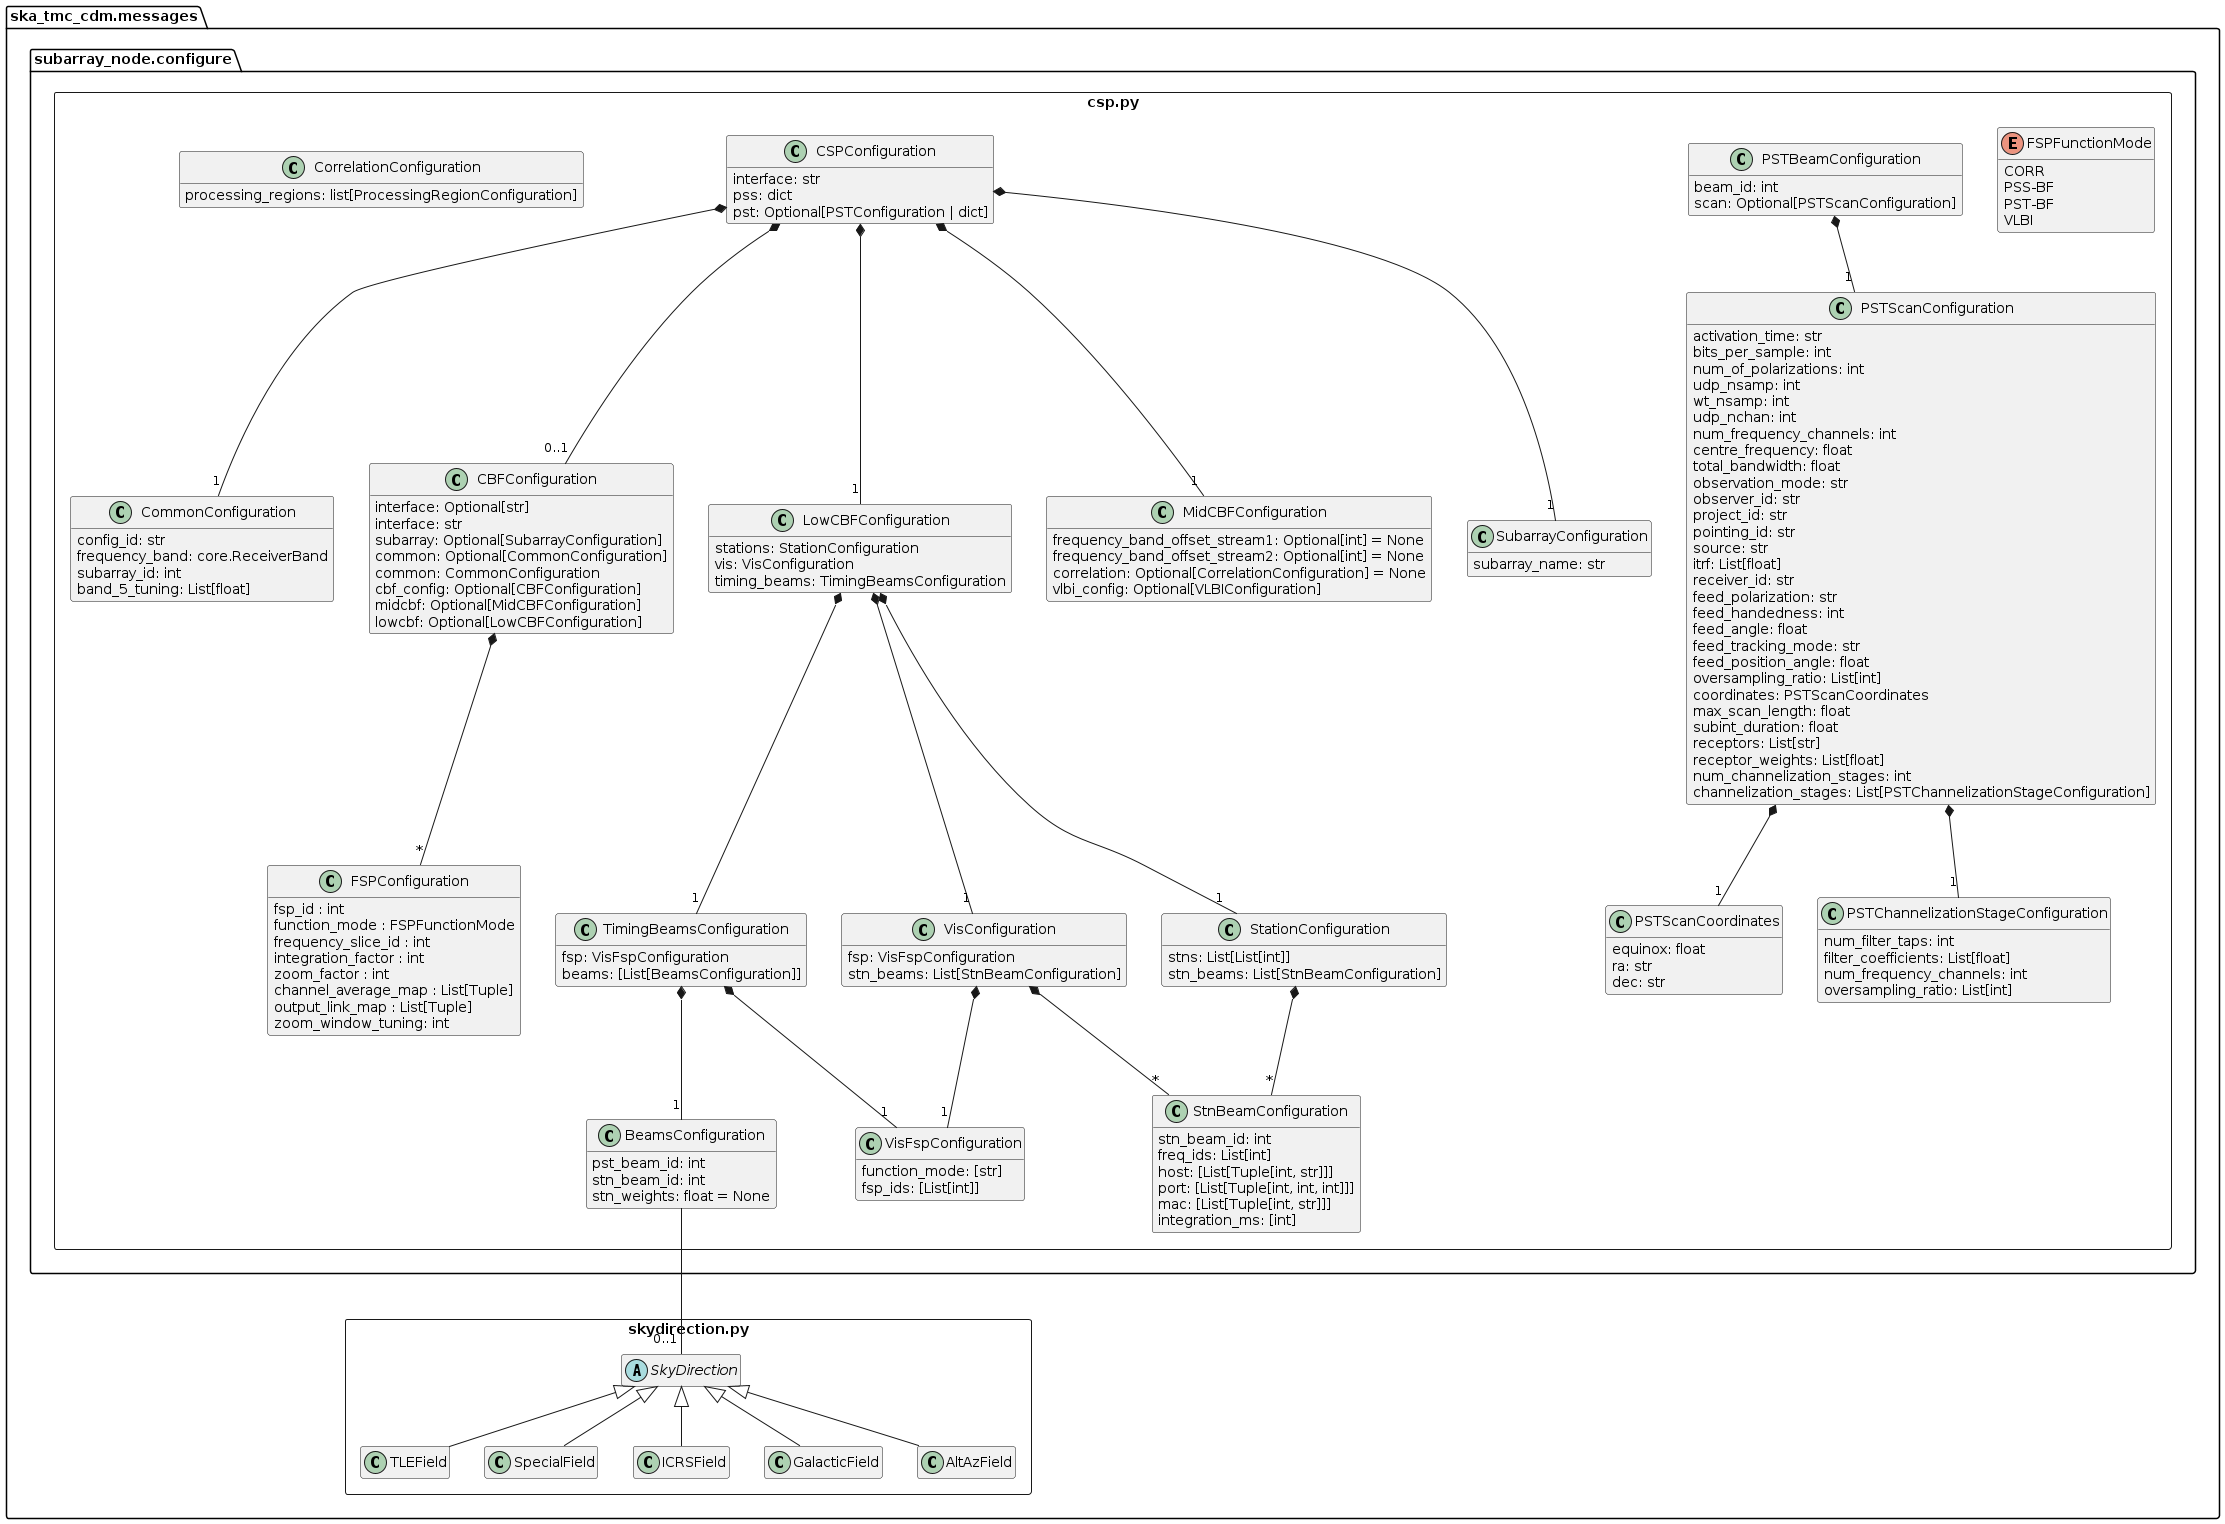 ska_tmc_cdm.messages
subarray_node.configure
csp.py
C CorrelationConfiguration
processing_regions: list[ProcessingRegionConfiguration]
C CSPConfiguration
interface: str
pss: dict
pst: Optional[PSTConfiguration | dict]
C PSTBeamConfiguration
beam_id: int
scan: Optional[PSTScanConfiguration]
E FSPFunctionMode
CORR
PSS-BF
PST-BF
VLBI
1
0..1
1
1
1
1
C CommonConfiguration
config_id: str
frequency_band: core.ReceiverBand
subarray_id: int
band_5_tuning: List[float]
C CBFConfiguration
interface: Optional[str]
interface: str
subarray: Optional[SubarrayConfiguration]
common: Optional[CommonConfiguration]
common: CommonConfiguration
cbf_config: Optional[CBFConfiguration]
midcbf: Optional[MidCBFConfiguration]
lowcbf: Optional[LowCBFConfiguration]
C LowCBFConfiguration
stations: StationConfiguration
vis: VisConfiguration
timing_beams: TimingBeamsConfiguration
C MidCBFConfiguration
frequency_band_offset_stream1: Optional[int] = None
frequency_band_offset_stream2: Optional[int] = None
correlation: Optional[CorrelationConfiguration] = None
vlbi_config: Optional[VLBIConfiguration]
C SubarrayConfiguration
subarray_name: str
C PSTScanConfiguration
activation_time: str
bits_per_sample: int
num_of_polarizations: int
udp_nsamp: int
wt_nsamp: int
udp_nchan: int
num_frequency_channels: int
centre_frequency: float
total_bandwidth: float
observation_mode: str
observer_id: str
project_id: str
pointing_id: str
source: str
itrf: List[float]
receiver_id: str
feed_polarization: str
feed_handedness: int
feed_angle: float
feed_tracking_mode: str
feed_position_angle: float
oversampling_ratio: List[int]
coordinates: PSTScanCoordinates
max_scan_length: float
subint_duration: float
receptors: List[str]
receptor_weights: List[float]
num_channelization_stages: int
channelization_stages: List[PSTChannelizationStageConfiguration]
*
1
1
1
1
1
C FSPConfiguration
fsp_id : int
function_mode : FSPFunctionMode
frequency_slice_id : int
integration_factor : int
zoom_factor : int
channel_average_map : List[Tuple]
output_link_map : List[Tuple]
zoom_window_tuning: int
C TimingBeamsConfiguration
fsp: VisFspConfiguration
beams: [List[BeamsConfiguration]]
C VisConfiguration
fsp: VisFspConfiguration
stn_beams: List[StnBeamConfiguration]
C StationConfiguration
stns: List[List[int]]
stn_beams: List[StnBeamConfiguration]
C PSTScanCoordinates
equinox: float
ra: str
dec: str
C PSTChannelizationStageConfiguration
num_filter_taps: int
filter_coefficients: List[float]
num_frequency_channels: int
oversampling_ratio: List[int]
1
1
1
*
*
C BeamsConfiguration
pst_beam_id: int
stn_beam_id: int
stn_weights: float = None
C VisFspConfiguration
function_mode: [str]
fsp_ids: [List[int]]
C StnBeamConfiguration
stn_beam_id: int
freq_ids: List[int]
host: [List[Tuple[int, str]]]
port: [List[Tuple[int, int, int]]]
mac: [List[Tuple[int, str]]]
integration_ms: [int]
skydirection.py
0..1
A SkyDirection
C TLEField
C SpecialField
C ICRSField
C GalacticField
C AltAzField